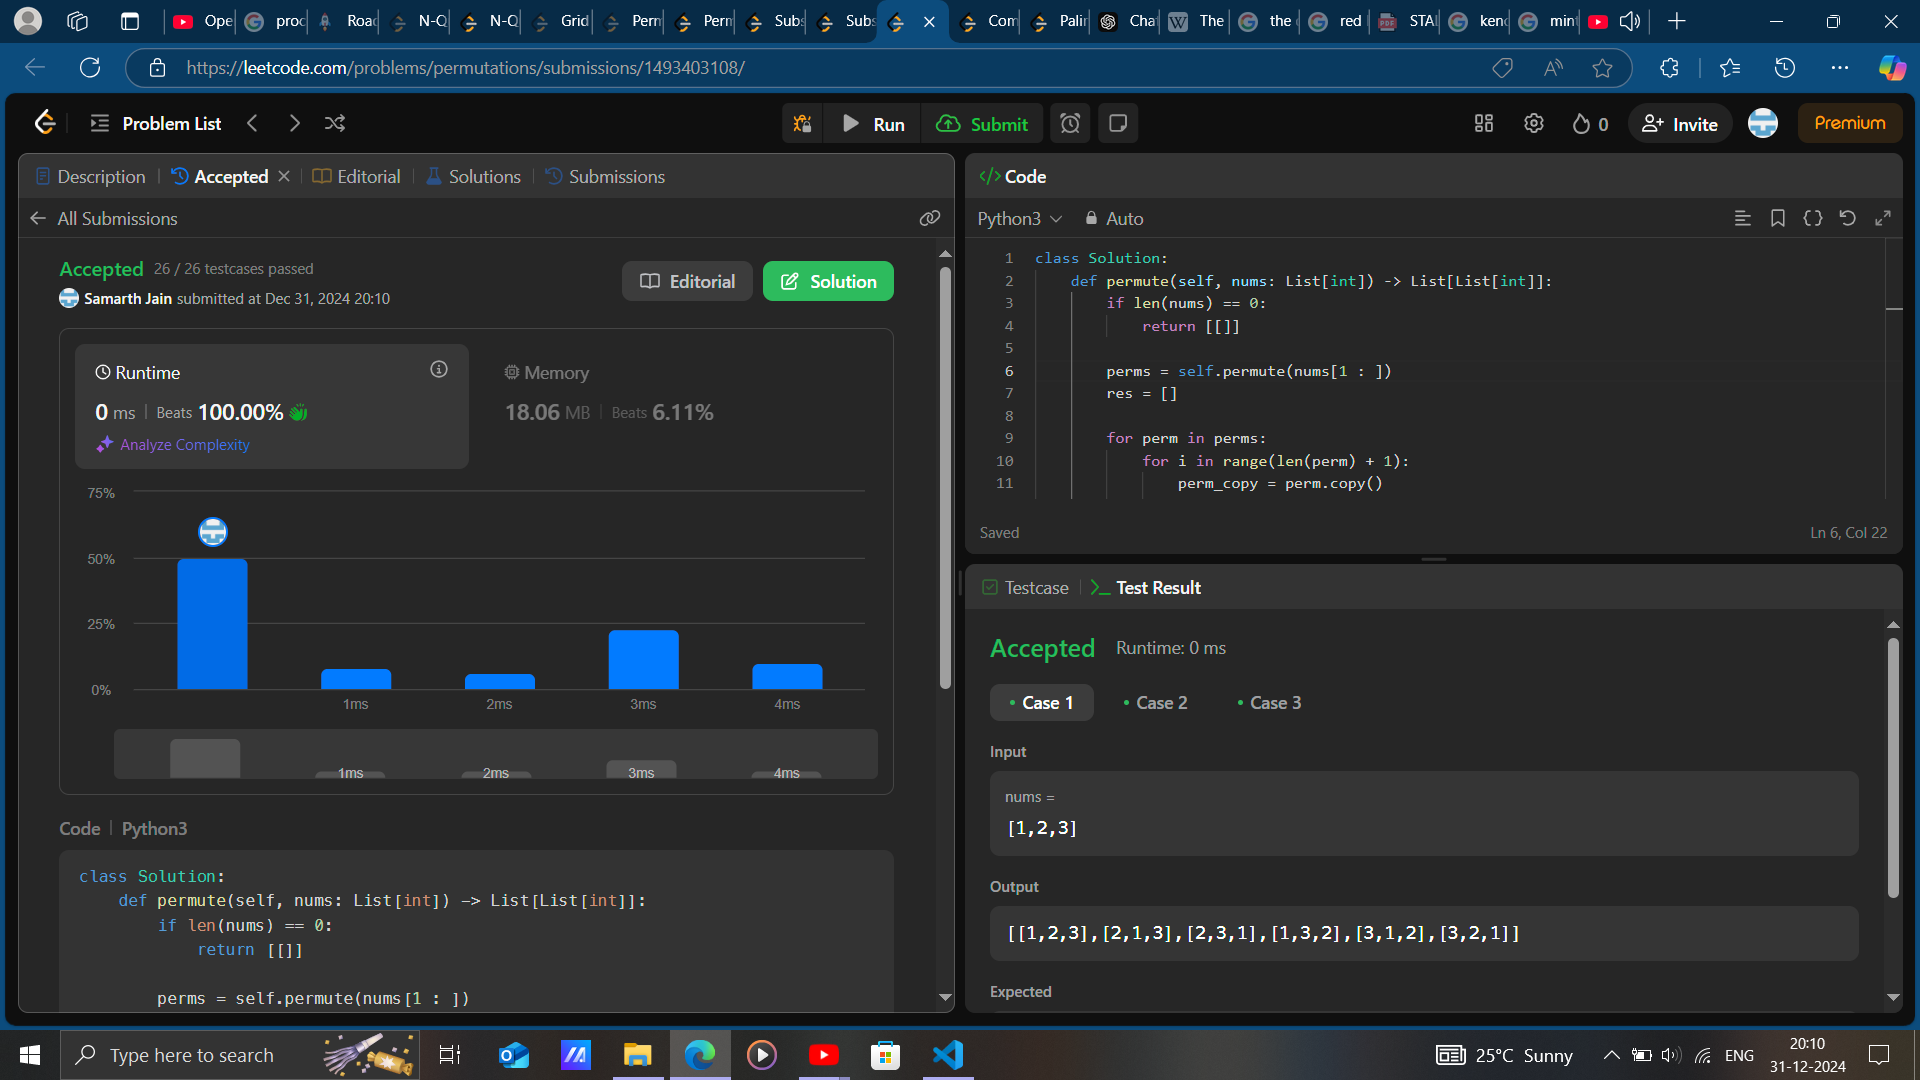 Ope
proc
Road
N-Q
N-Q
Grid
Perm
Perm
Subs
Subs
Com
Palin
Chat
The
the
red
STA
kend
mint
https://leetcode.com/problems/permutations/submissions/1493403108/
Problem List
Run
Submit
0
Invite
Premium
Description
Accepted
Editorial
Solutions
Submissions
All Submissions
Accepted 26 / 26 testcases passed
Samarth Jain submitted at Dec 31, 2024 20:10
Editorial
Solution
Runtime
0 ms | Beats 100.00%
Analyze Complexity
Memory
18.06 MB | Beats 6.11%
75%
50%
25%
0%
1ms
2ms
3ms
4ms
1ms
2ms
3ms
4ms
Code | Python3
class Solution:
    def permute(self, nums: List[int]) -> List[List[int]]:
        if len(nums) == 0:
            return [[]]
        perms = self.permute(nums[1 : ])
</> Code
Python3
Auto
1 class Solution:
2     def permute(self, nums: List[int]) -> List[List[int]]:
3         if len(nums) == 0:
4             return [[]]
5
6         perms = self.permute(nums[1 : ])
7         res = []
8
9         for perm in perms:
10             for i in range(len(perm) + 1):
11                 perm_copy = perm.copy()
Saved
Ln 6, Col 22
Testcase
Test Result
Accepted Runtime: 0 ms
Case 1
Case 2
Case 3
Input
nums =
[1,2,3]
Output
[[1,2,3],[2,1,3],[2,3,1],[1,3,2],[3,1,2],[3,2,1]]
Expected
Type here to search
25°C Sunny
ENG
20:10
31-12-2024